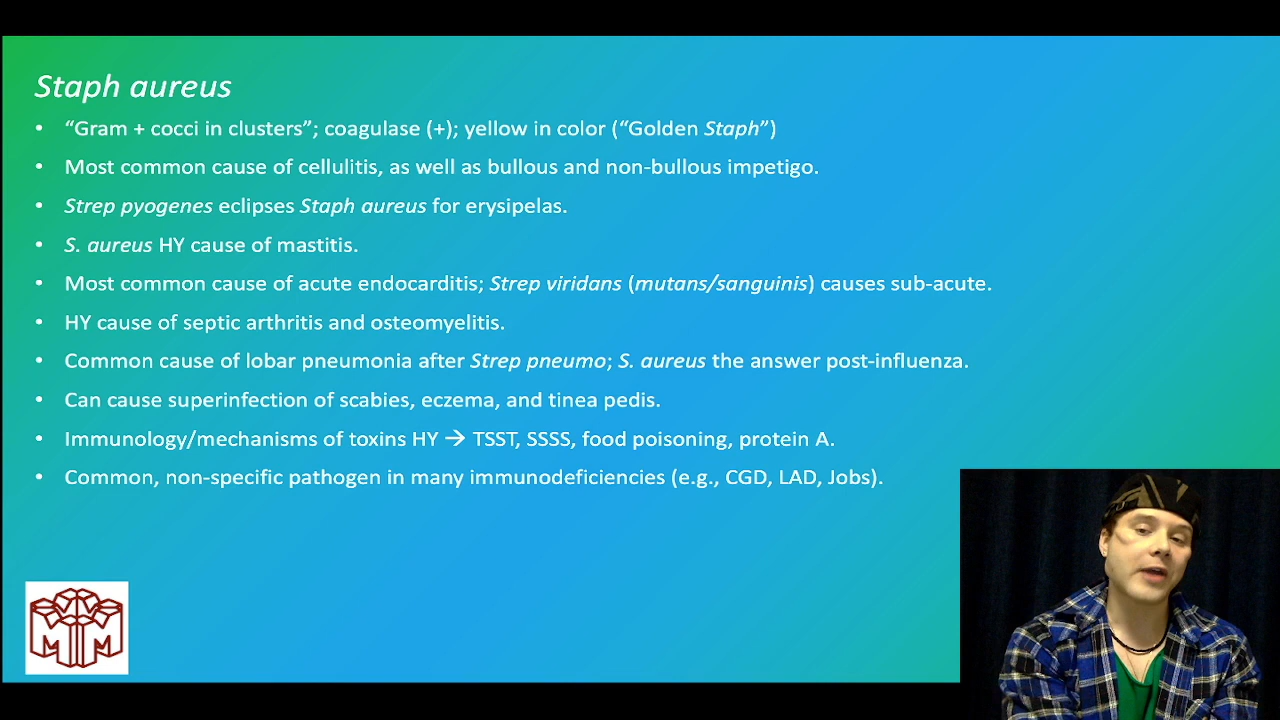 Staph aureus
• “Gram + cocci in clusters”; coagulase (+); yellow in color (“Golden Staph”)
• Most common cause of cellulitis, as well as bullous and non-bullous impetigo.
• Strep pyogenes eclipses Staph aureus for erysipelas.
• S. aureus HY cause of mastitis.
• Most common cause of acute endocarditis; Strep viridans (mutans/sanguinis) causes sub-acute.
• HY cause of septic arthritis and osteomyelitis.
• Common cause of lobar pneumonia after Strep pneumo; S. aureus the answer post-influenza.
• Can cause superinfection of scabies, eczema, and tinea pedis.
• Immunology/mechanisms of toxins HY → TSST, SSSS, food poisoning, protein A.
• Common, non-specific pathogen in many immunodeficiencies (e.g., CGD, LAD, Jobs).